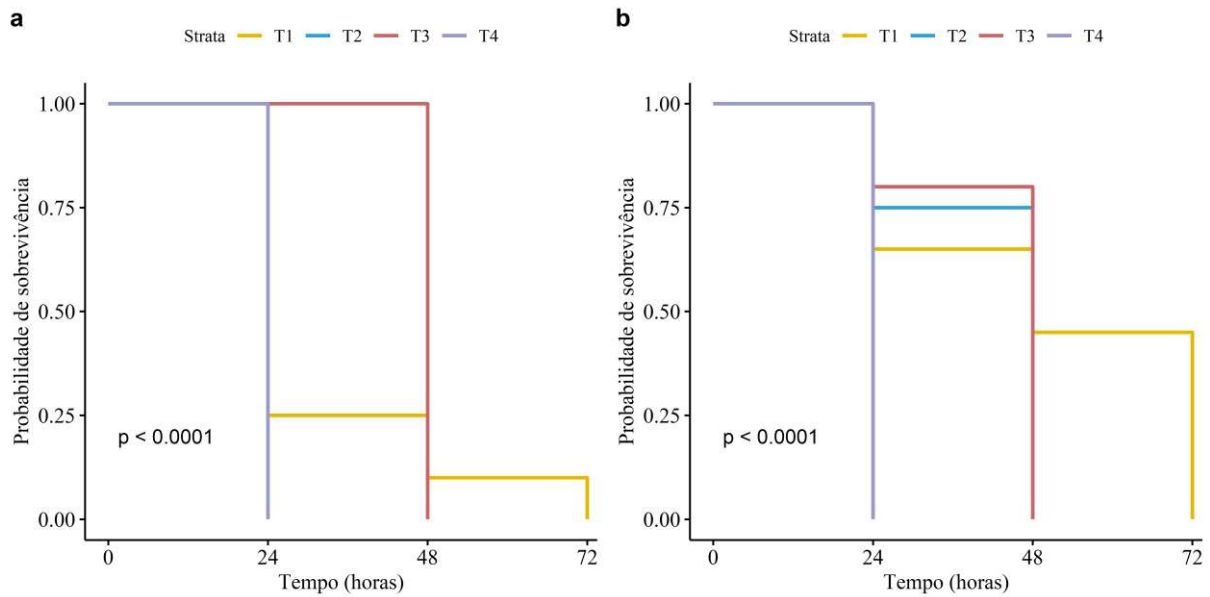 a
Strata T1 T2 T3 T4
Probabilidade de sobrevivência
1.00
0.75
0.50
0.25
0.00
p < 0.0001
0 24 48 72
Tempo (horas)
b
Strata T1 T2 T3 T4
Probabilidade de sobrevivência
1.00
0.75
0.50
0.25
0.00
p < 0.0001
0 24 48 72
Tempo (horas)